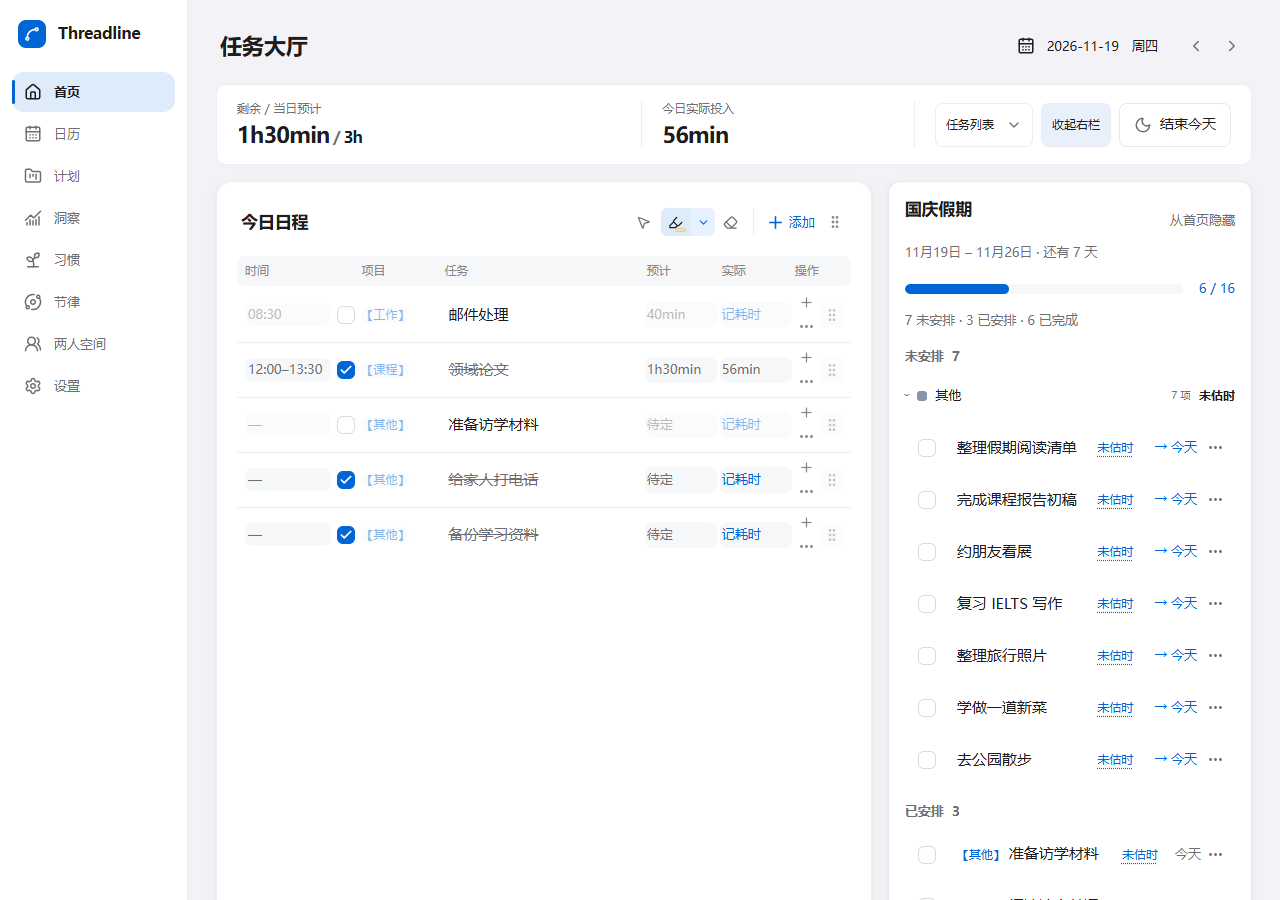 Threadline
首页
日历
计划
洞察
习惯
节律
两人空间
设置
任务大厅
2026-11-19 周四
剩余 / 当日预计
1h30min / 3h
今日实际投入
56min
任务列表
收起右栏
结束今天
今日日程
添加
时间 项目 任务 预计 实际 操作
08:30 【工作】 邮件处理 40min 记耗时
12:00–13:30 【课程】 领域论文 1h30min 56min
— 【其他】 准备访学材料 待定 记耗时
— 【其他】 给家人打电话 待定 记耗时
— 【其他】 备份学习资料 待定 记耗时
国庆假期
从首页隐藏
11月19日 – 11月26日 · 还有 7 天
6 / 16
7 未安排 · 3 已安排 · 6 已完成
未安排 7
其他 7 项 未估时
整理假期阅读清单 未估时 → 今天
完成课程报告初稿 未估时 → 今天
约朋友看展 未估时 → 今天
复习 IELTS 写作 未估时 → 今天
整理旅行照片 未估时 → 今天
学做一道新菜 未估时 → 今天
去公园散步 未估时 → 今天
已安排 3
【其他】 准备访学材料 未估时 今天